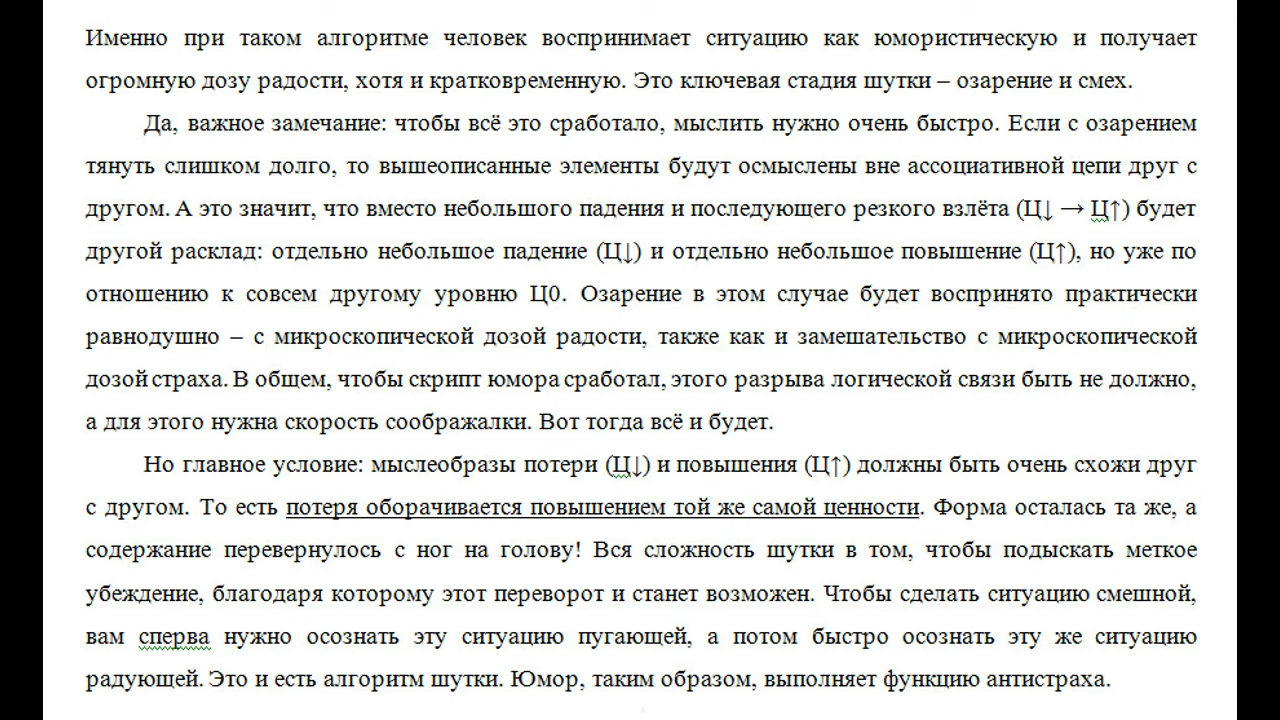 Именно при таком алгоритме человек воспринимает ситуацию как юмористическую и получает
огромную дозу радости, хотя и кратковременную. Это ключевая стадия шутки – озарение и смех.
Да, важное замечание: чтобы всё это сработало, мыслить нужно очень быстро. Если с озарением
тянуть слишком долго, то вышеописанные элементы будут осмыслены вне ассоциативной цепи друг с
другом. А это значит, что вместо небольшого падения и последующего резкого взлёта (Ц↓ → Ц↑) будет
другой расклад: отдельно небольшое падение (Ц↓) и отдельно небольшое повышение (Ц↑), но уже по
отношению к совсем другому уровню Ц0. Озарение в этом случае будет воспринято практически
равнодушно – с микроскопической дозой радости, также как и замешательство с микроскопической
дозой страха. В общем, чтобы скрипт юмора сработал, этого разрыва логической связи быть не должно,
а для этого нужна скорость соображалки. Вот тогда всё и будет.
Но главное условие: мыслеобразы потери (Ц↓) и повышения (Ц↑) должны быть очень схожи друг
с другом. То есть потеря оборачивается повышением той же самой ценности. Форма осталась та же, а
содержание перевернулось с ног на голову! Вся сложность шутки в том, чтобы подыскать меткое
убеждение, благодаря которому этот переворот и станет возможен. Чтобы сделать ситуацию смешной,
вам сперва нужно осознать эту ситуацию пугающей, а потом быстро осознать эту же ситуацию
радующей. Это и есть алгоритм шутки. Юмор, таким образом, выполняет функцию антистраха.